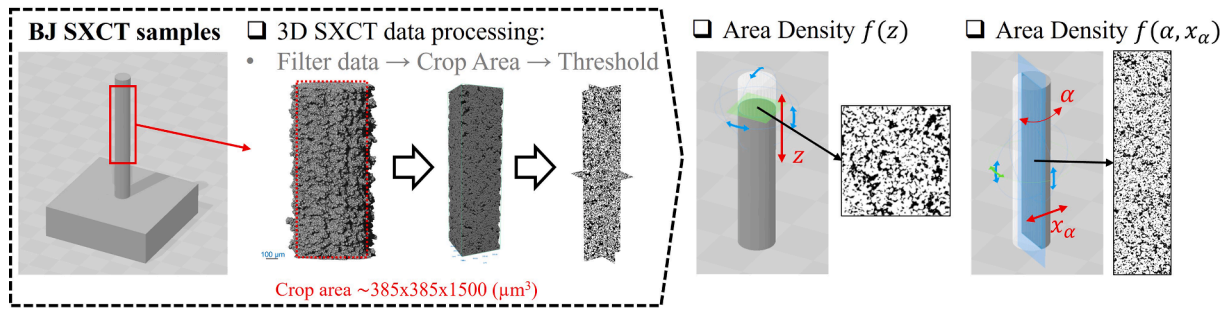 BJ SXCT samples
❑ 3D SXCT data processing:
• Filter data → Crop Area → Threshold
100 µm
Crop area ~385x385x1500 (µm³)
❑ Area Density f(z)
z
❑ Area Density f(α, xα)
α
xα